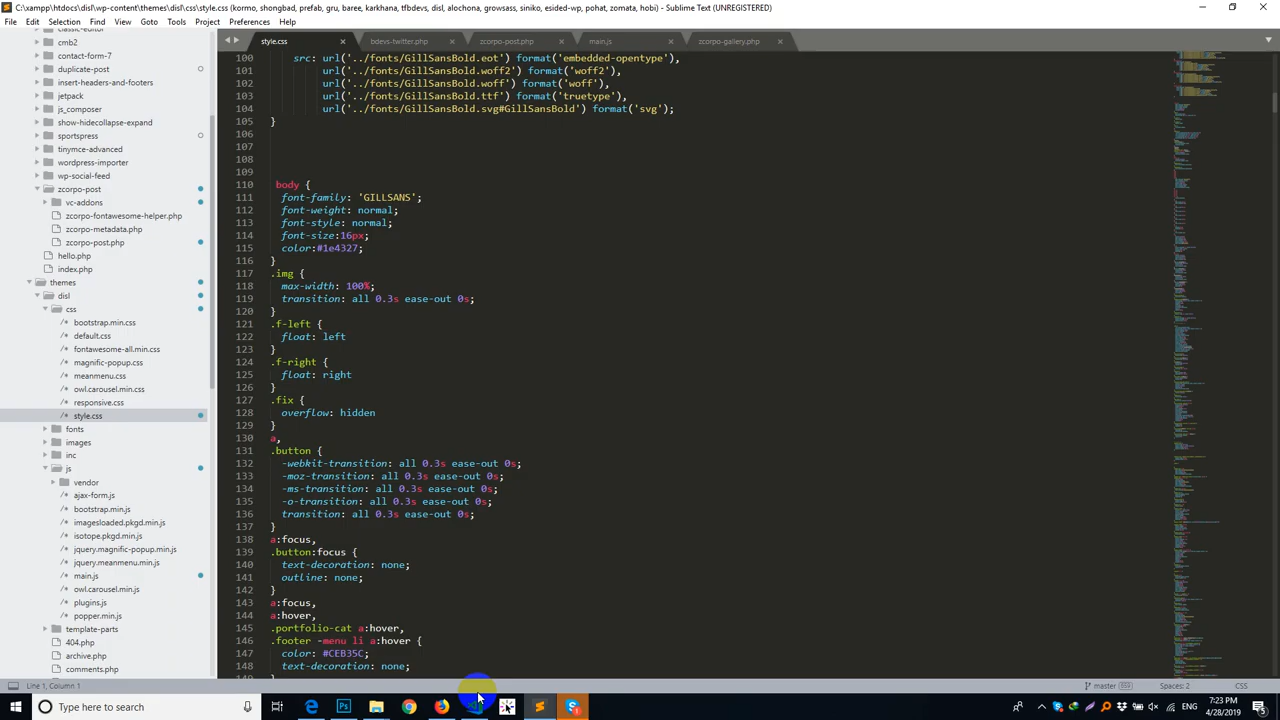 C:\xampp\htdocs\disl\wp-content\themes\disl\css\style.css (kormo, shongbad, prefab, gru, baree, karkhana, tfbdevs, disl, alochona, growassets, siniko, esided-wp, pohat, zomata, hobi) - Sublime Text (UNREGISTERED)
File Edit Selection Find View Goto Tools Project Preferences Help
classic-editor
cmb2
contact-form-7
duplicate-post
insert-headers-and-footers
jetpack
js_composer
show-hidecollapse-expand
sportspress
tinymce-advanced
wordpress-importer
wp-social-feed
zcorpo-post
vc-addons
zcorpo-fontawesome-helper.php
zcorpo-metadata.php
zcorpo-post.php
hello.php
index.php
themes
disl
css
/* bootstrap.min.css
/* default.css
/* fontawesome-all.min.css
/* magnific-popup.css
/* meanmenu.css
/* owl.carousel.min.css
/* responsive.css
/* style.css
fonts
images
inc
js
vendor
/* ajax-form.js
/* bootstrap.min.js
/* imagesloaded.pkgd.min.js
/* isotope.pkgd.min.js
/* jquery.magnific-popup.min.js
/* jquery.meanmenu.min.js
/* main.js
/* owl.carousel.min.js
/* plugins.js
/* popper.min.js
template-parts
404.php
archive.php
comments.php
style.css bdevs-twitter.php zcorpo-post.php main.js zcorpo-gallery.php
100 src: url('../fonts/GillSansBold.eot') format('embedded-opentype'),
101 url('../fonts/GillSansBold.woff2') format('woff2'),
102 url('../fonts/GillSansBold.woff') format('woff'),
103 url('../fonts/GillSansBold.ttf') format('truetype'),
104 url('../fonts/GillSansBold.svg#GillSansBold') format('svg');
105 }
106
107
108
109
110 body {
111 font-family: 'GILLSANS';
112 font-weight: normal;
113 font-style: normal;
114 font-size:16px;
115 color:#1e4327;
116 }
117 .img {
118 max-width: 100%;
119 transition: all 0.3s ease-out 0s;
120 }
121 .f-left {
122 float: left
123 }
124 .f-right {
125 float: right
126 }
127 .fix {
128 overflow: hidden
129 }
130 a,
131 .button {
132 -webkit-transition: all 0.3s ease-out 0s;
133 -moz-transition: all 0.3s ease-out 0s;
134 -ms-transition: all 0.3s ease-out 0s;
135 -o-transition: all 0.3s ease-out 0s;
136 transition: all 0.3s ease-out 0s;
137 }
138 a:focus,
139 .button:focus {
140 text-decoration: none;
141 outline: none;
142 }
143 a:focus,
144 a:hover,
145 .portfolio-cat a:hover,
146 .footer -menu li a:hover {
147 color: #CEB35C;
148 text-decoration: none;
Line 1, Column 1 master Spaces: 2 CSS
Type here to search
7:23 PM
4/28/2019